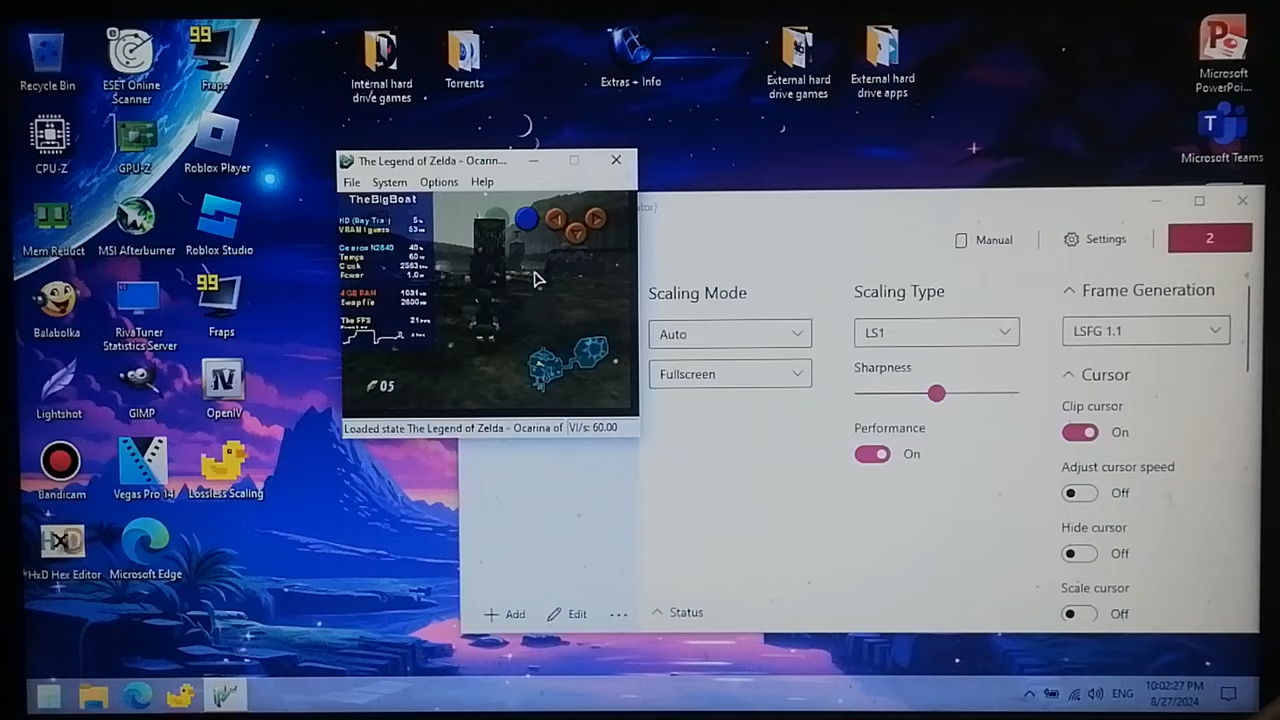 Recycle Bin
ESET Online
Scanner
Fraps
Internal hard
drive games
Torrents
Extras + Info
External hard
drive games
External hard
drive apps
Microsoft
PowerPoi...
CPU-Z
GPU-Z
Roblox Player
Microsoft Teams
Mem Reduct
MSI Afterburner
Roblox Studio
Balabolka
RivaTuner
Statistics Server
Fraps
Lightshot
GIMP
OpenIV
Bandicam
Vegas Pro 14
Lossless Scaling
HxD Hex Editor
Microsoft Edge
The Legend of Zelda - Ocarin...
File System Options Help
TheBigBoat
4 GB RAM
05
Loaded state The Legend of Zelda - Ocarina of
VI/s: 60.00
Manual
Settings
2
Scaling Mode
Auto
Fullscreen
Scaling Type
LS1
Sharpness
Performance
On
Frame Generation
LSFG 1.1
Cursor
Clip cursor
On
Adjust cursor speed
Off
Hide cursor
Off
Scale cursor
Off
Add
Edit
Status
ENG
10:02:27 PM
8/27/2024